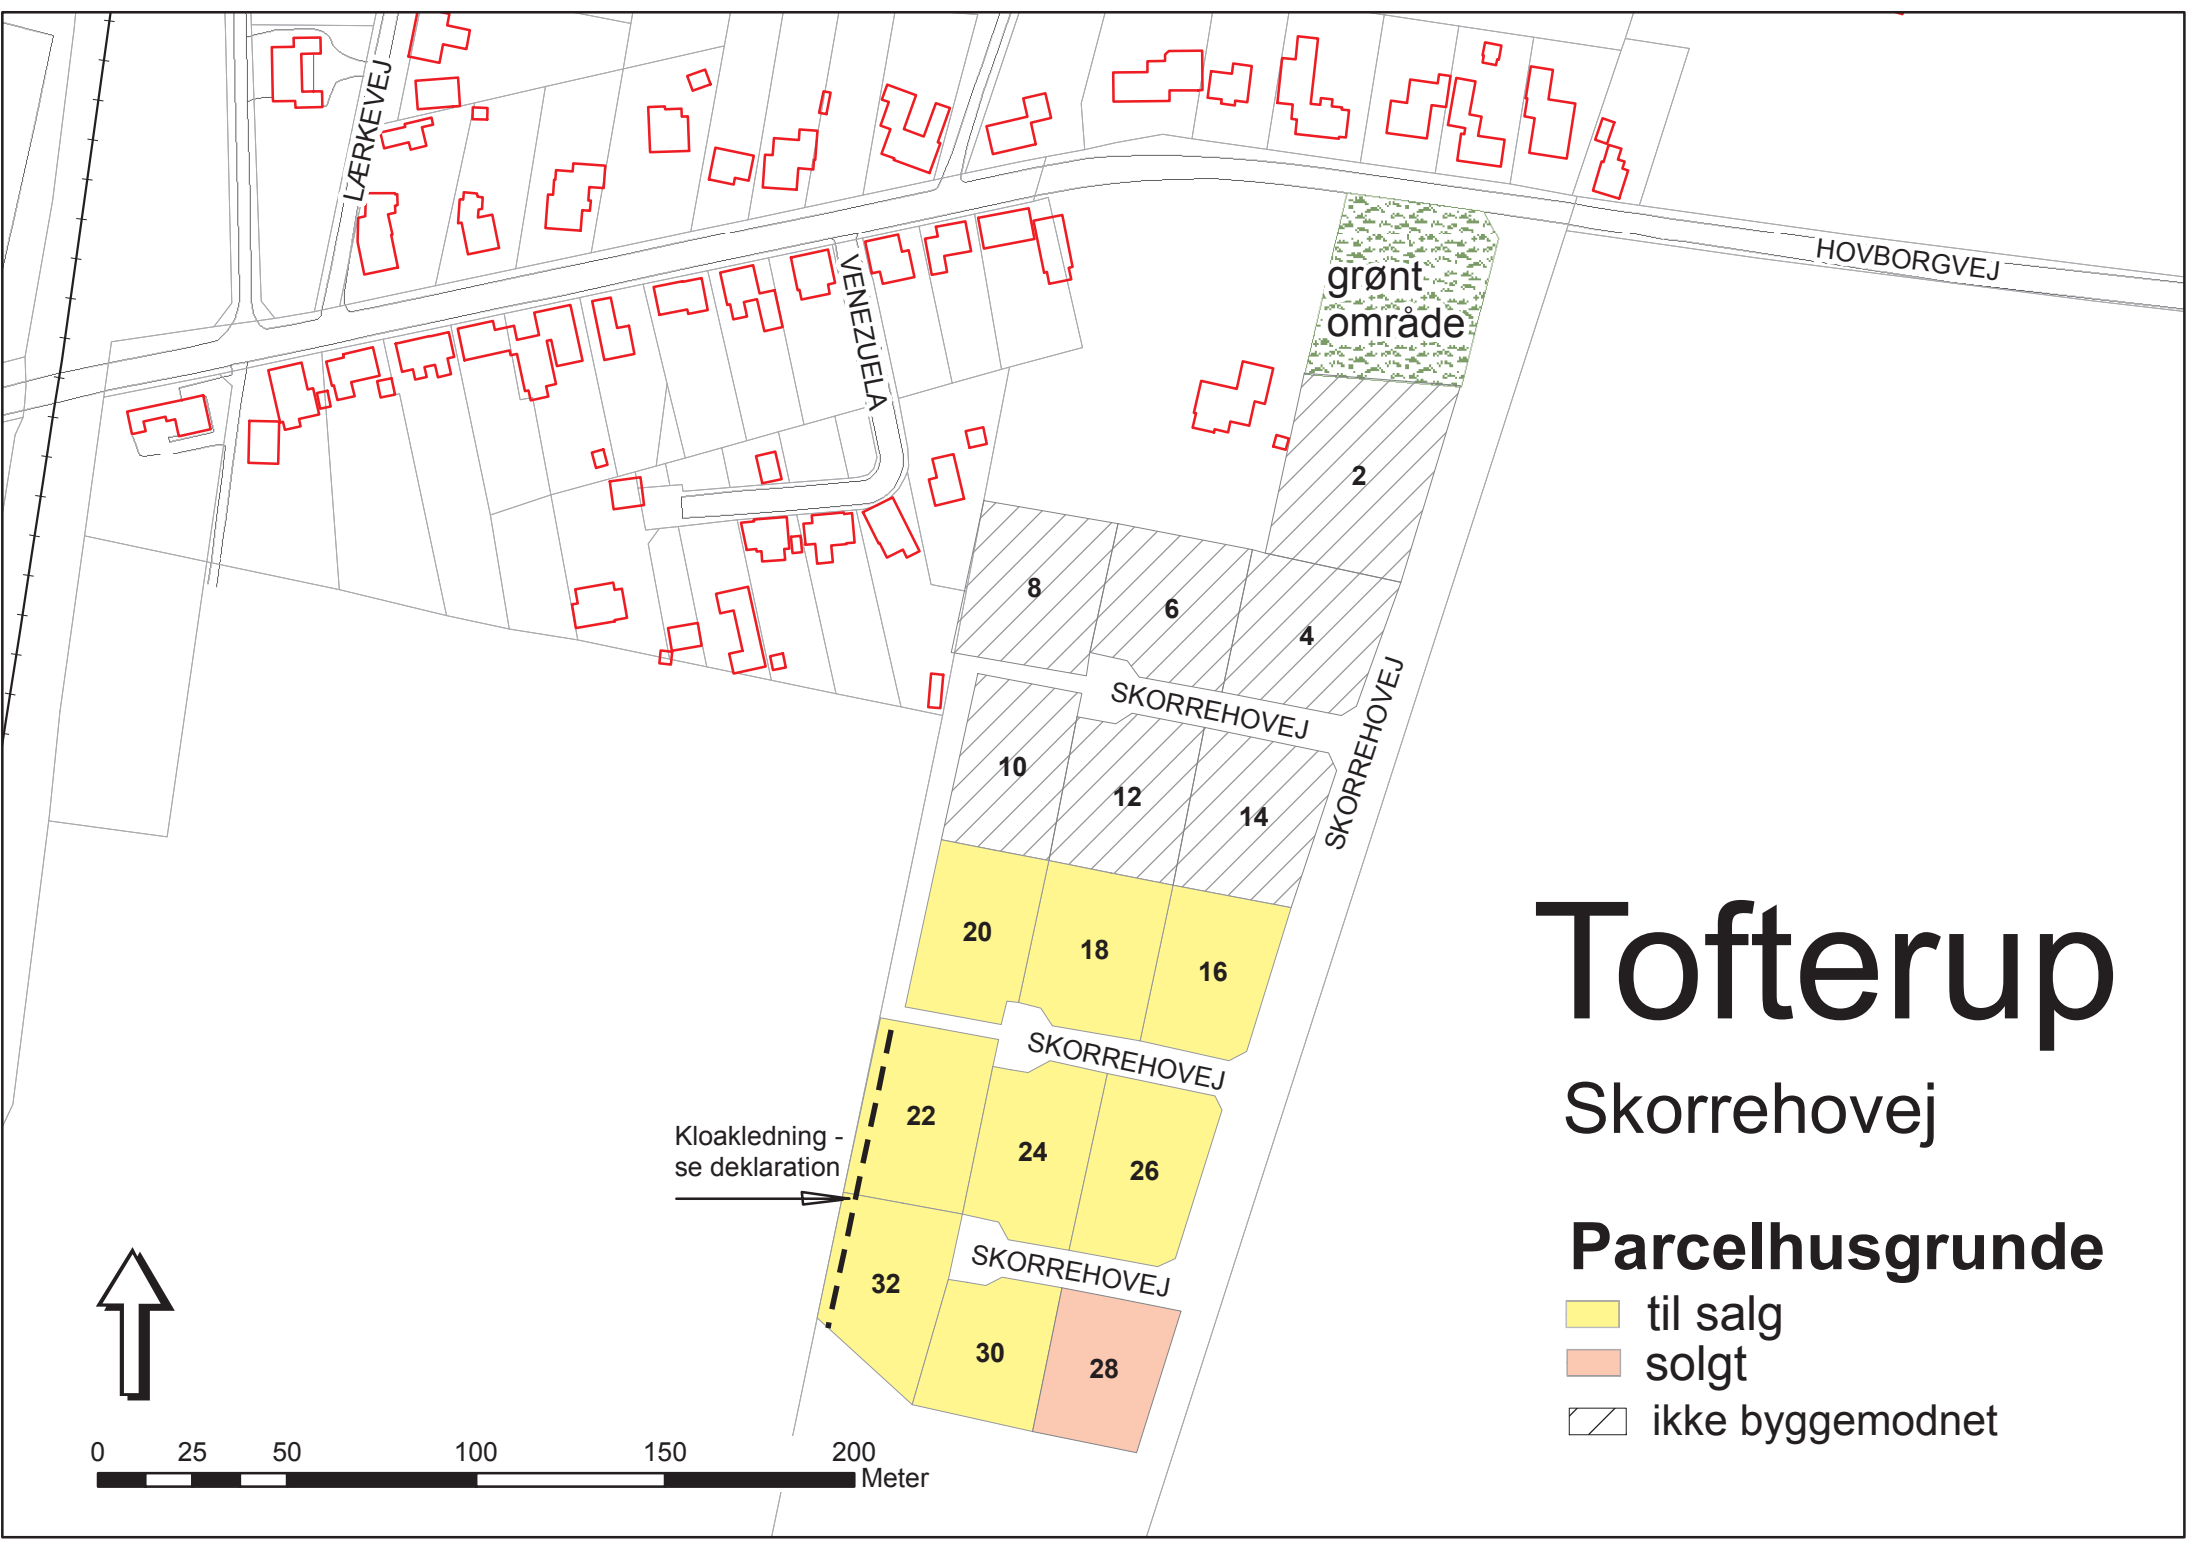 LÆRKEVEJ
VENEZUELA
HOVBORGVEJ
grønt
område
2
8
6
4
SKORREHOVEJ
SKORREHOVEJ
10
12
14
20
18
16
SKORREHOVEJ
22
24
26
Kloakledning -
se deklaration
SKORREHOVEJ
32
30
28
Tofterup
Skorrehovej
Parcelhusgrunde
til salg
solgt
ikke byggemodnet
0 25 50 100 150 200
Meter